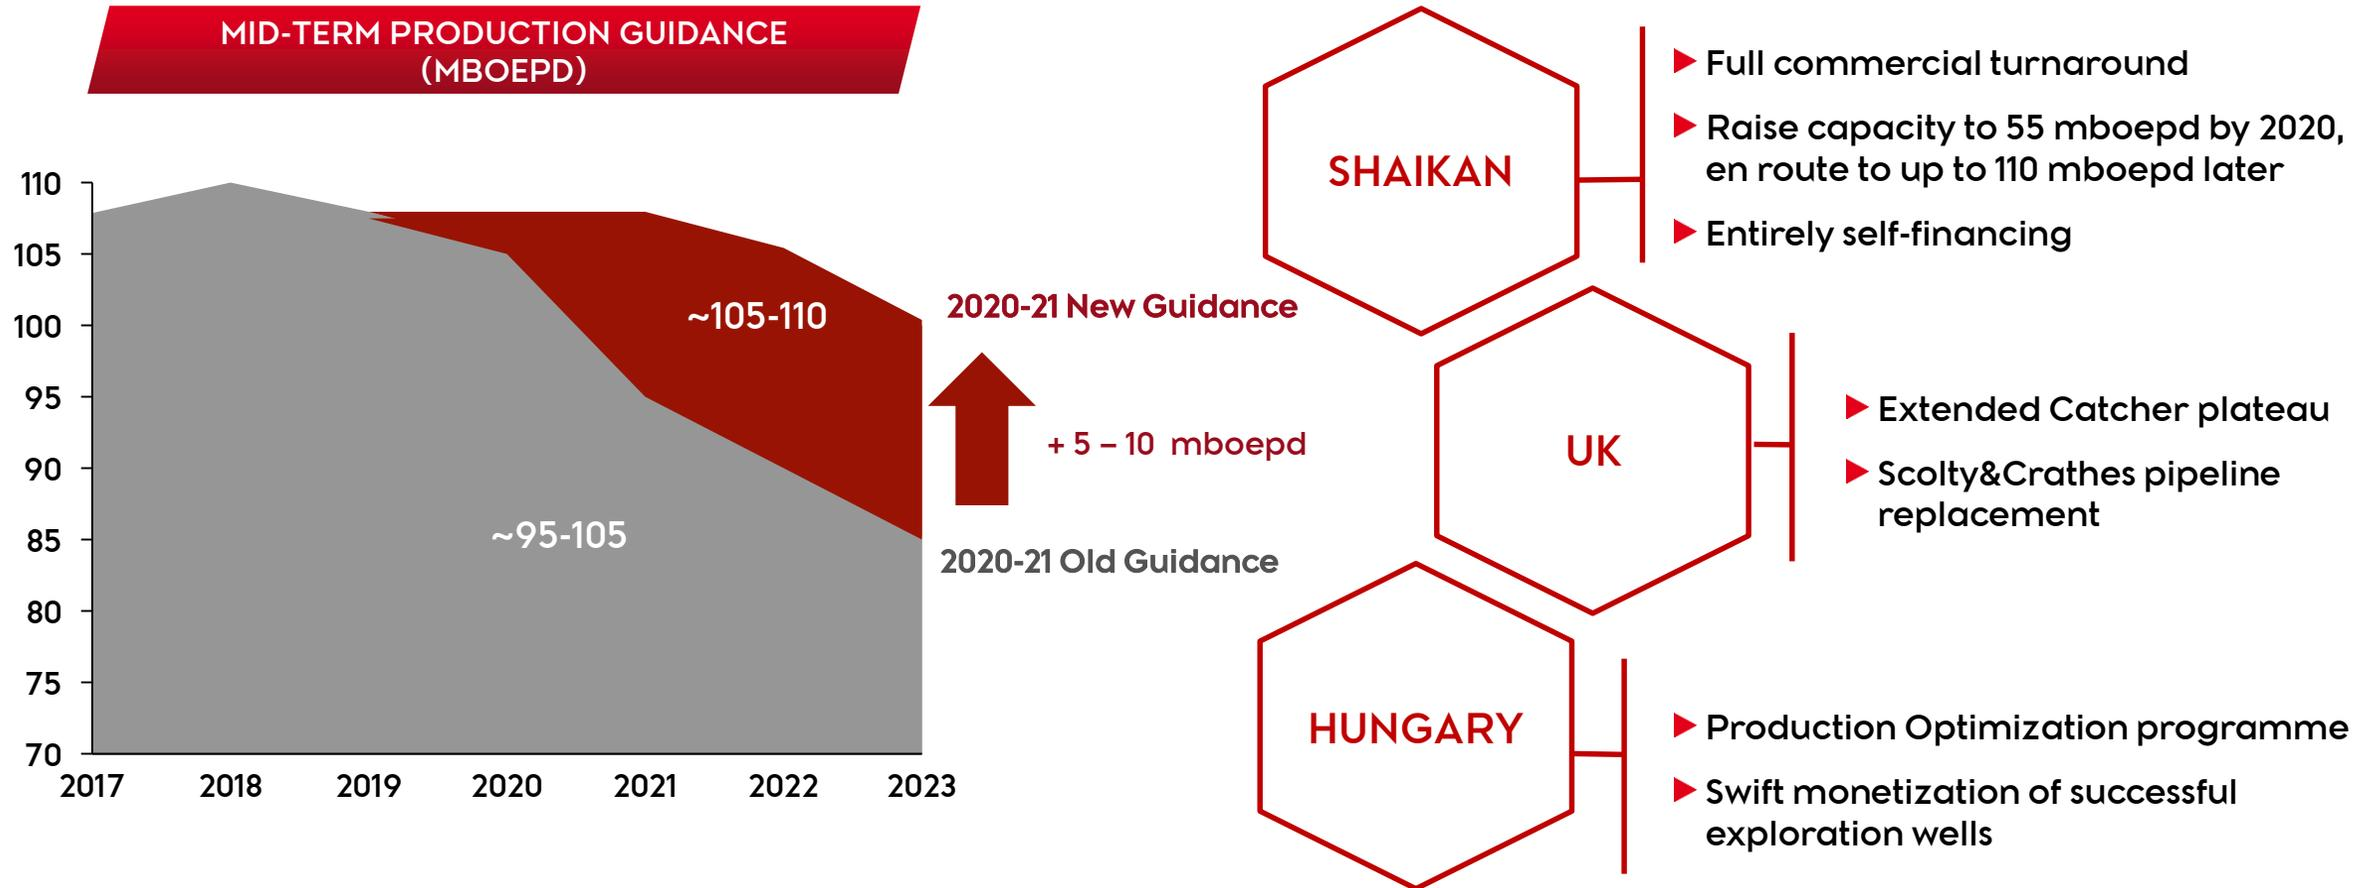 MID-TERM PRODUCTION GUIDANCE
(MBOEPD)
110
105
100
95
90
85
80
75
70
2017 2018 2019 2020 2021 2022 2023
~105-110
~95-105
2020-21 New Guidance
+ 5 – 10 mboepd
2020-21 Old Guidance
SHAIKAN
Full commercial turnaround
Raise capacity to 55 mboepd by 2020,
en route to up to 110 mboepd later
Entirely self-financing
UK
Extended Catcher plateau
Scolty&Crathes pipeline
replacement
HUNGARY
Production Optimization programme
Swift monetization of successful
exploration wells